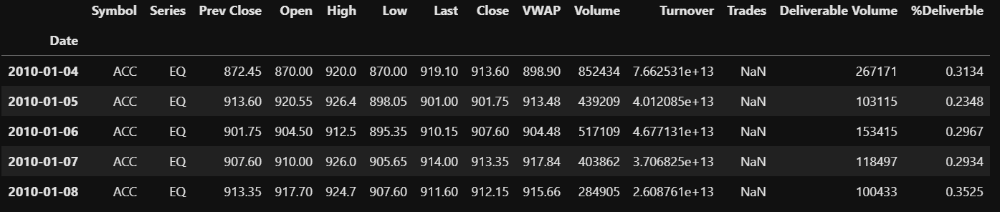 Symbol Series Prev Close Open High Low Last Close VWAP Volume Turnover Trades Deliverable Volume %Deliverble
Date
2010-01-04 ACC EQ 872.45 870.00 920.0 870.00 919.10 913.60 898.90 852434 7.662531e+13 NaN 267171 0.3134
2010-01-05 ACC EQ 913.60 920.55 926.4 898.05 901.00 901.75 913.48 439209 4.012085e+13 NaN 103115 0.2348
2010-01-06 ACC EQ 901.75 904.50 912.5 895.35 910.15 907.60 904.48 517109 4.677131e+13 NaN 153415 0.2967
2010-01-07 ACC EQ 907.60 910.00 926.0 905.65 914.00 913.35 917.84 403862 3.706825e+13 NaN 118497 0.2934
2010-01-08 ACC EQ 913.35 917.70 924.7 907.60 911.60 912.15 915.66 284905 2.608761e+13 NaN 100433 0.3525